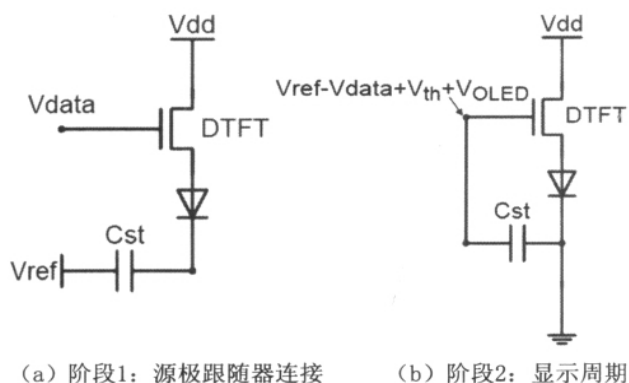 Vdd
Vdata
DTFT
Cst
Vref
(a) 阶段1: 源极跟随器连接
Vdd
Vref-Vdata+Vth+VOLED
DTFT
Cst
(b) 阶段2: 显示周期